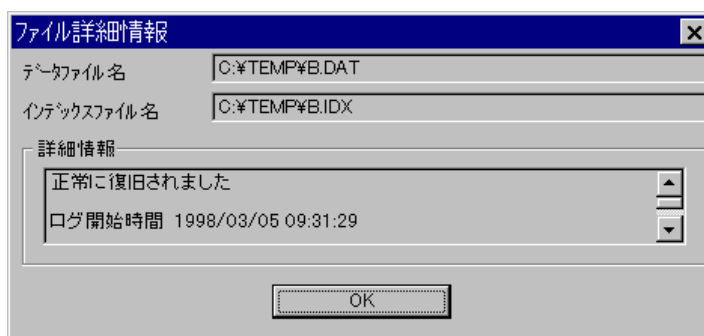 ファイル詳細情報
ﾃﾞｰﾀﾌｧｲﾙ名 C:¥TEMP¥B.DAT
ｲﾝﾃﾞｯｸｽﾌｧｲﾙ名 C:¥TEMP¥B.IDX
詳細情報
正常に復旧されました
ログ開始時間 1998/03/05 09:31:29
OK